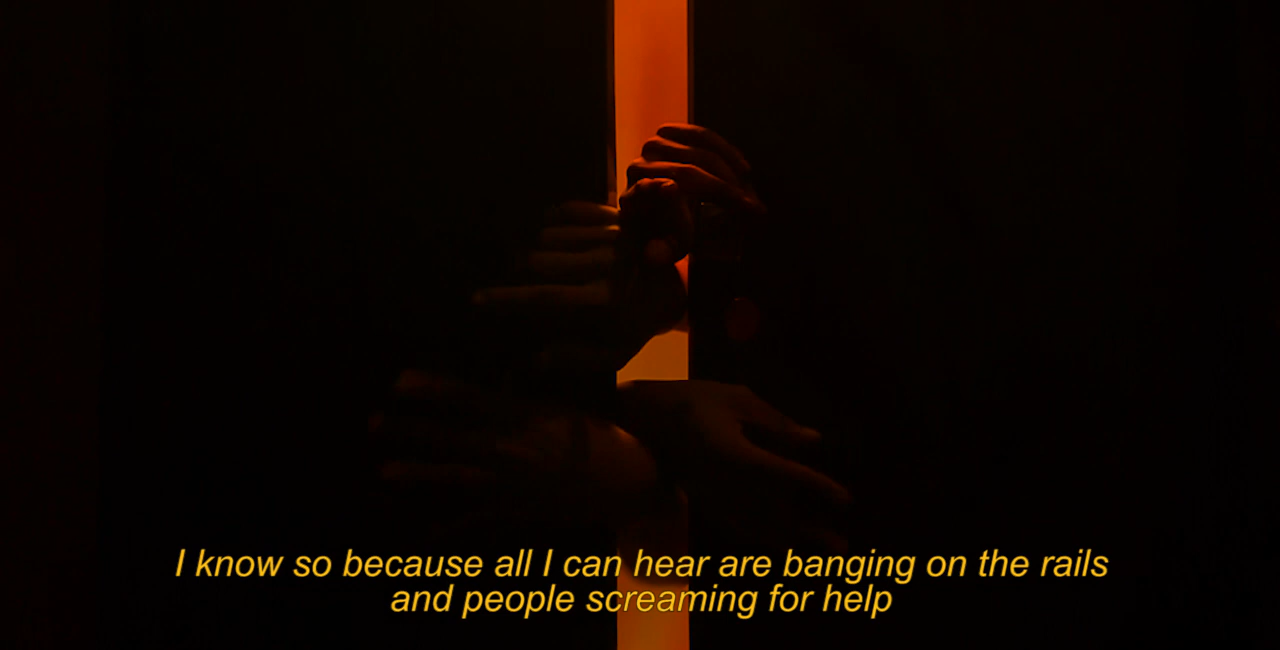 I know so because all I can hear are banging on the rails
and people screaming for help